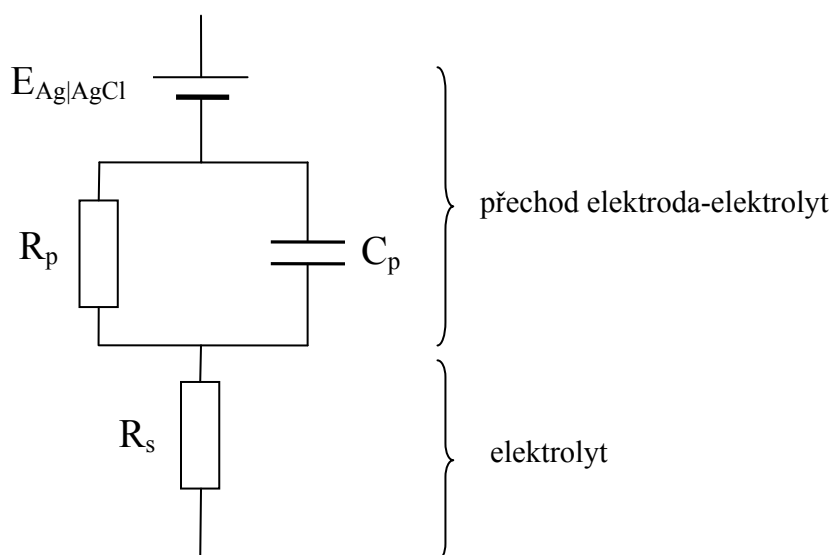 E_Ag|AgCl
přechod elektroda-elektrolyt
R_p
C_p
R_s
elektrolyt